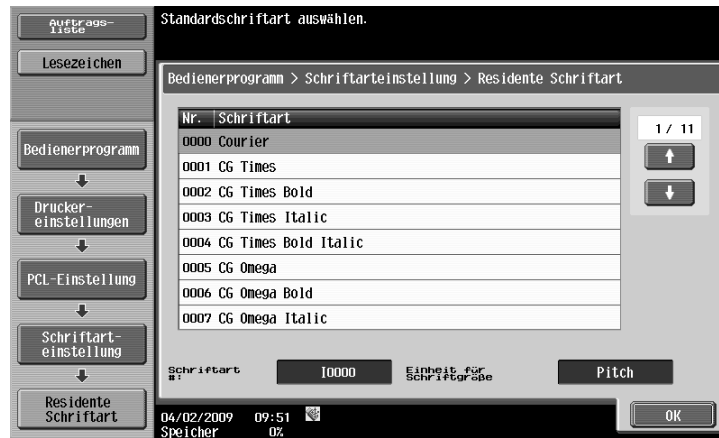 Auftrags-
liste
Lesezeichen
Bedienerprogramm
Drucker-
einstellungen
PCL-Einstellung
Schriftart-
einstellung
Residente
Schriftart
Standardschriftart auswählen.
Bedienerprogramm > Schriftarteinstellung > Residente Schriftart
Nr. Schriftart
0000 Courier
0001 CG Times
0002 CG Times Bold
0003 CG Times Italic
0004 CG Times Bold Italic
0005 CG Omega
0006 CG Omega Bold
0007 CG Omega Italic
1/ 11
Schriftart
#:
I0000
Einheit für
Schriftgröße
Pitch
04/02/2009 09:51
Speicher 0%
OK